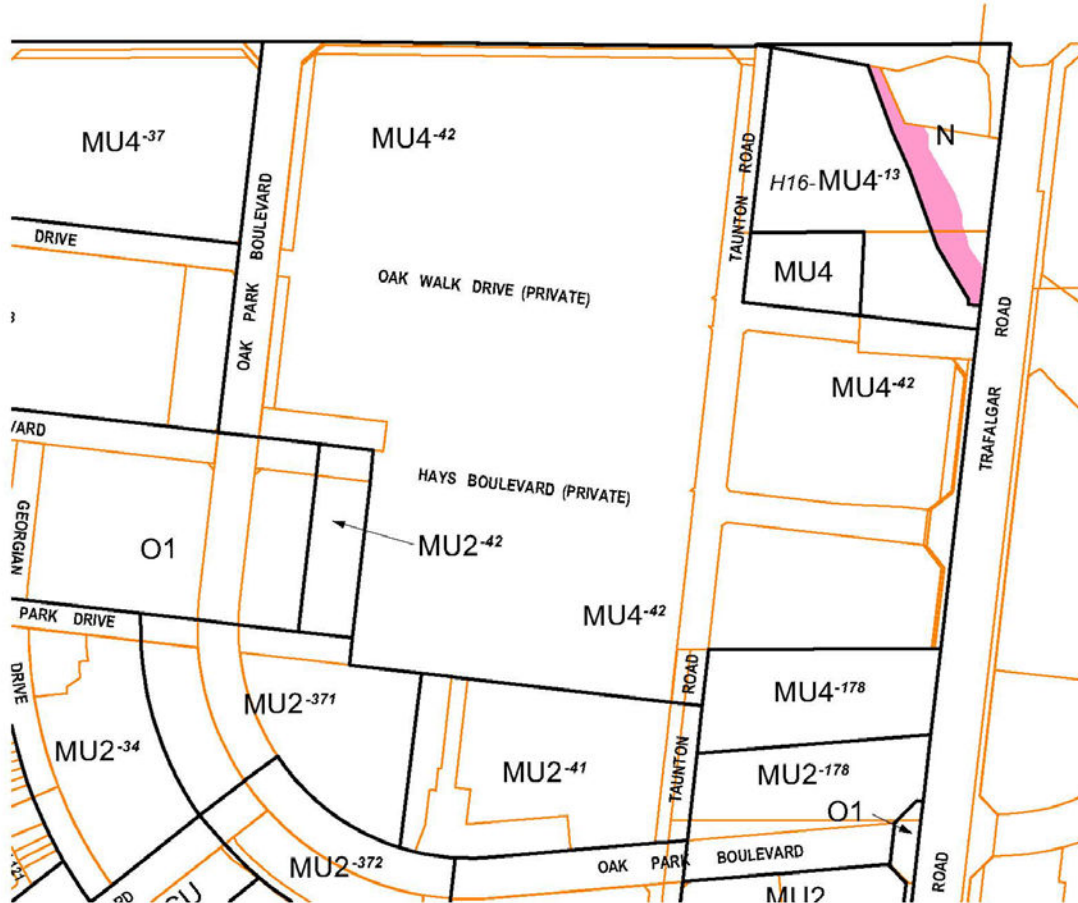 MU4-37
MU4-42
N
H16-MU4-13
TAUNTON ROAD
OAK PARK BOULEVARD
DRIVE
MU4
OAK WALK DRIVE (PRIVATE)
TRAFALGAR ROAD
MU4-42
HAYS BOULEVARD (PRIVATE)
GEORGIAN
O1
MU2-42
PARK DRIVE
MU4-42
DRIVE
MU2-371
TAUNTON ROAD
MU4-178
MU2-34
MU2-41
MU2-178
O1
MU2-372
OAK PARK BOULEVARD
ROAD
MU2